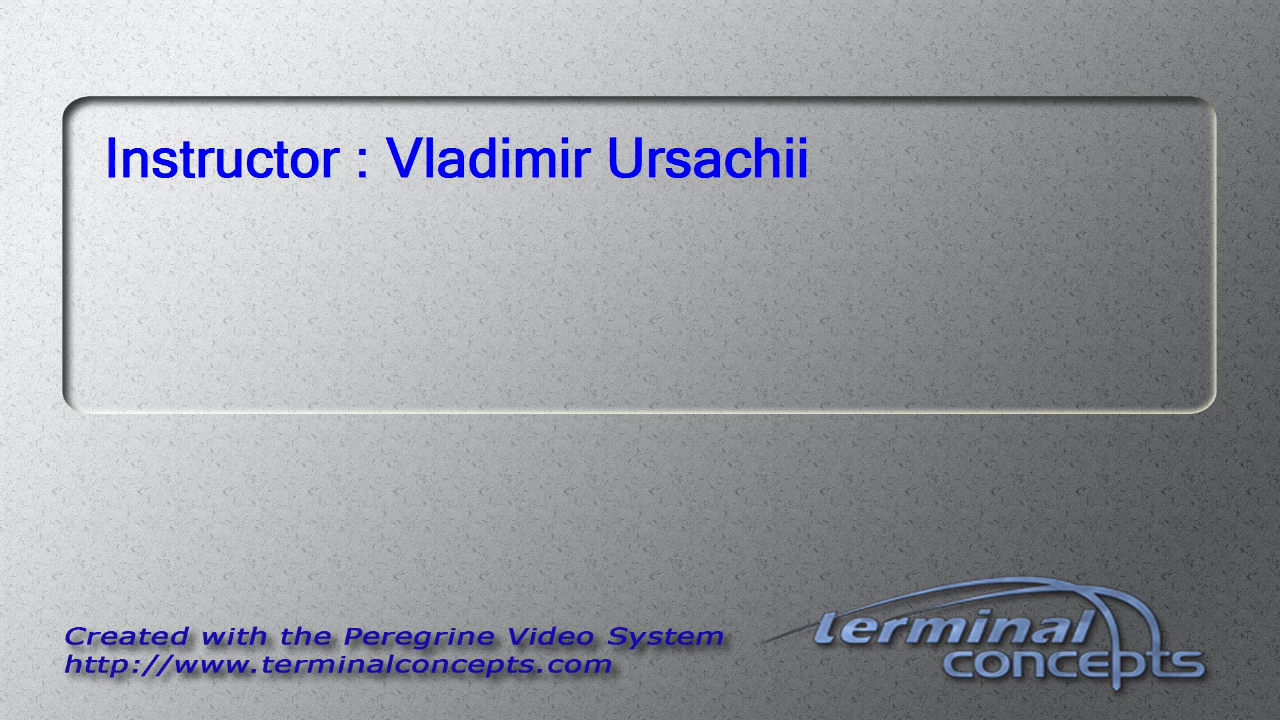 Instructor : Vladimir Ursachii
Created with the Peregrine Video System
http://www.terminalconcepts.com
terminal
concepts